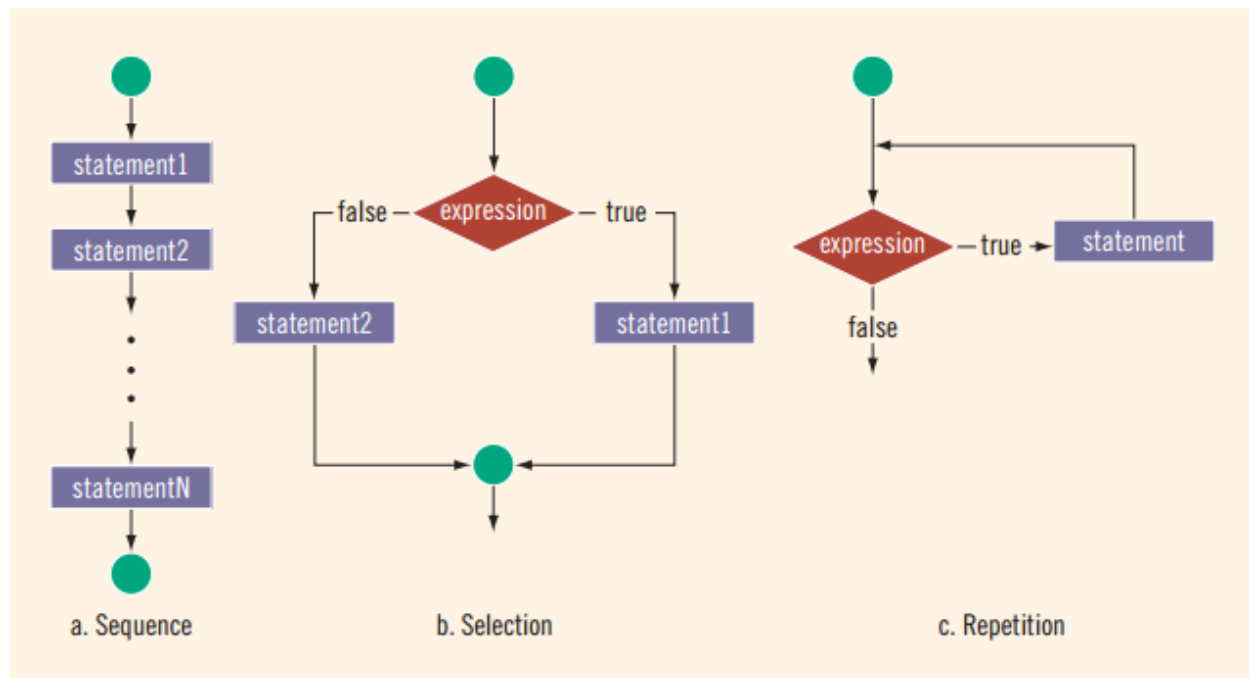 statement1
statement2
statementN
a. Sequence
false
expression
true
statement2
statement1
b. Selection
expression
true
statement
false
c. Repetition